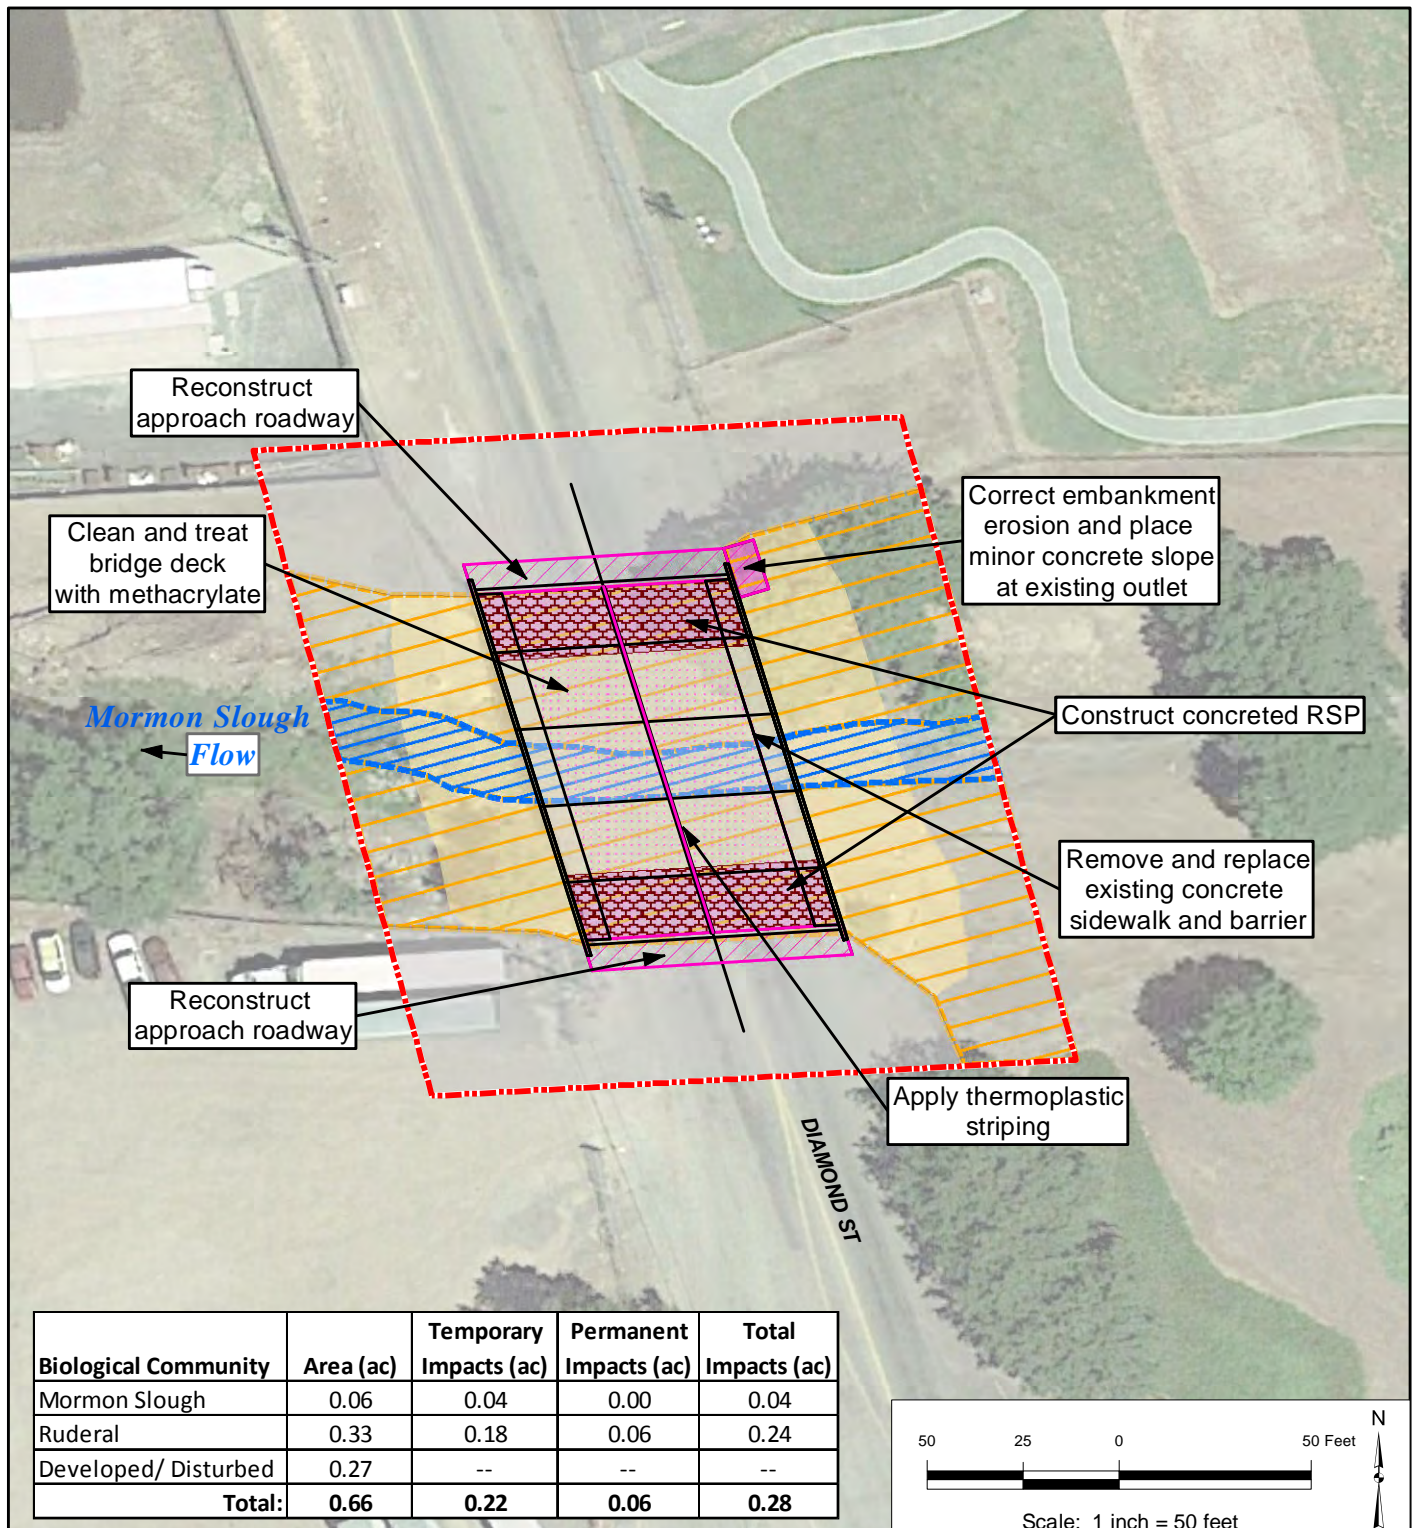 Reconstruct
approach roadway
Clean and treat
bridge deck
with methacrylate
Correct embankment
erosion and place
minor concrete slope
at existing outlet
Mormon Slough
Flow
Construct concreted RSP
Remove and replace
existing concrete
sidewalk and barrier
Reconstruct
approach roadway
Apply thermoplastic
striping
DIAMOND ST
Biological Community Area (ac) Temporary Impacts (ac) Permanent Impacts (ac) Total Impacts (ac)
Mormon Slough 0.06 0.04 0.00 0.04
Ruderal 0.33 0.18 0.06 0.24
Developed/ Disturbed 0.27 -- -- --
Total: 0.66 0.22 0.06 0.28
N
50 25 0 50 Feet
Scale: 1 inch = 50 feet